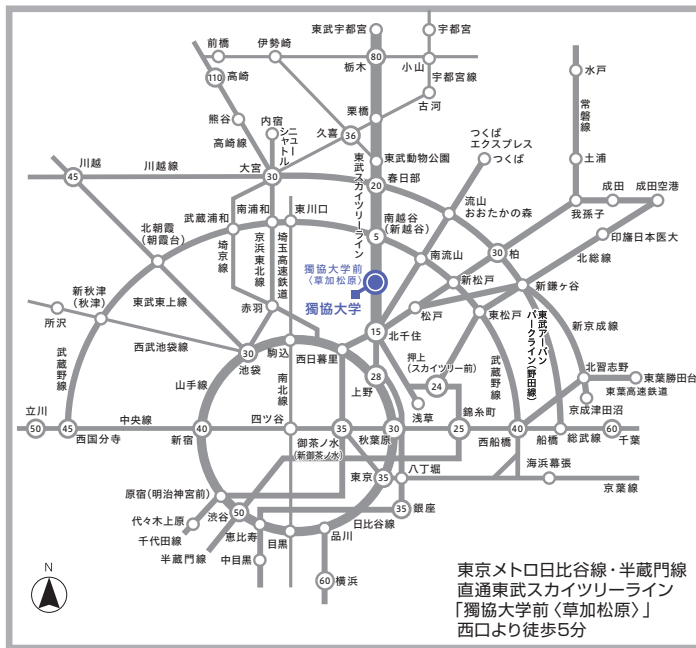 東武宇都宮
宇都宮
前橋
伊勢崎
80
栃木
小山
水戸
110
高崎
宇都宮線
古河
栗橋
常磐線
熊谷
高崎線
内宿
ニューシャトル
久喜
36
つくば
エクスプレス
つくば
川越
川越線
大宮
30
東武スカイツリーライン
東武動物公園
20
春日部
土浦
成田
成田空港
45
流山
おおたかの森
我孫子
武蔵浦和
南浦和
東川口
南越谷
(新越谷)
5
印旛日本医大
北総線
北朝霞
(朝霞台)
埼京線
京浜東北線
埼玉高速鉄道
獨協大学前
〈草加松原〉
獨協大学
南流山
30
柏
新松戸
新鎌ヶ谷
新秋津
(秋津)
東武東上線
赤羽
松戸
東松戸
東武アーバン
パークライン(野田線)
新京成線
所沢
西武池袋線
30
池袋
駒込
西日暮里
15
北千住
押上
(スカイツリー前)
24
武蔵野線
北習志野
東葉勝田台
東葉高速鉄道
武蔵野線
山手線
南北線
28
上野
浅草
京成津田沼
立川
50
45
西国分寺
中央線
40
新宿
四ツ谷
御茶ノ水
(新御茶ノ水)
35
秋葉原
30
錦糸町
25
西船橋
40
船橋
総武線
60
千葉
東京
35
八丁堀
海浜幕張
京葉線
原宿(明治神宮前)
渋谷
50
代々木上原
千代田線
半蔵門線
恵比寿
中目黒
目黒
品川
日比谷線
35
銀座
60
横浜
N
東京メトロ日比谷線・半蔵門線
直通東武スカイツリーライン
「獨協大学前〈草加松原〉」
西口より徒歩5分